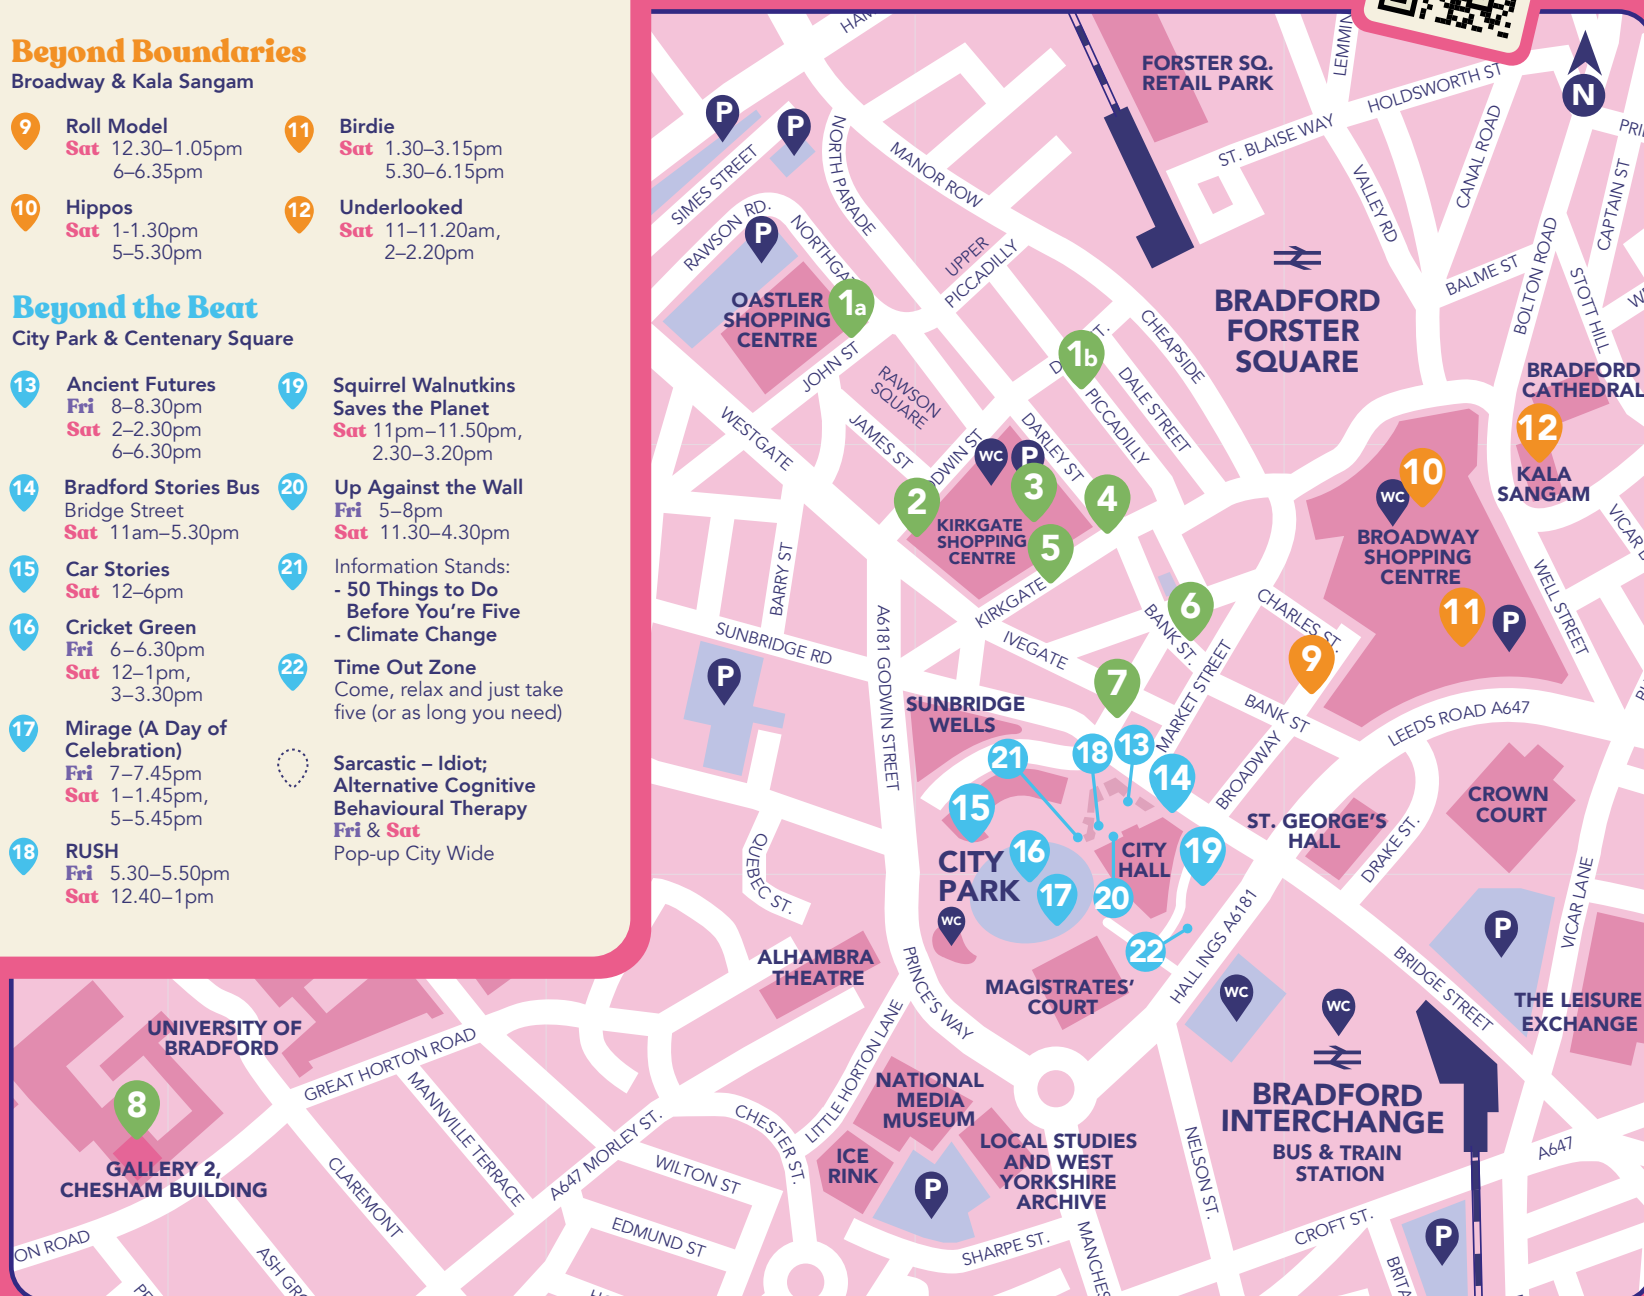 Beyond Boundaries
Broadway & Kala Sangam
9
Roll Model
Sat 12.30–1.05pm
6–6.35pm
10
Hippos
Sat 1-1.30pm
5–5.30pm
11
Birdie
Sat 1.30–3.15pm
5.30–6.15pm
12
Underlooked
Sat 11–11.20am,
2–2.20pm
Beyond the Beat
City Park & Centenary Square
13
Ancient Futures
Fri 8–8.30pm
Sat 2–2.30pm
6–6.30pm
14
Bradford Stories Bus
Bridge Street
Sat 11am–5.30pm
15
Car Stories
Sat 12–6pm
16
Cricket Green
Fri 6–6.30pm
Sat 12–1pm,
3–3.30pm
17
Mirage (A Day of
Celebration)
Fri 7–7.45pm
Sat 1–1.45pm,
5–5.45pm
18
RUSH
Fri 5.30–5.50pm
Sat 12.40–1pm
19
Squirrel Walnutkins
Saves the Planet
Sat 11pm–11.50pm,
2.30–3.20pm
20
Up Against the Wall
Fri 5–8pm
Sat 11.30–4.30pm
21
Information Stands:
- 50 Things to Do
Before You're Five
- Climate Change
22
Time Out Zone
Come, relax and just take
five (or as long you need)
Sarcastic – Idiot;
Alternative Cognitive
Behavioural Therapy
Fri & Sat
Pop-up City Wide
FORSTER SQ.
RETAIL PARK
HOLDSWORTH ST
N
P
P
NORTH PARADE
MANOR ROW
ST. BLAISE WAY
VALLEY RD
CANAL ROAD
CAPTAIN ST
SIMES STREET
RAWSON RD.
P
UPPER
PICCADILLY
BALME ST
BOLTON ROAD
STOTT HILL
OASTLER
SHOPPING
CENTRE
1a
BRADFORD
FORSTER
SQUARE
CHEAPSIDE
1b
JOHN ST
RAWSON
SQUARE
DALE STREET
PICCADILLY
BRADFORD
CATHEDRAL
12
KALA
SANGAM
WESTGATE
JAMES ST
DARLEY ST
WC
P
2
3
4
KIRKGATE
SHOPPING
CENTRE
5
10
WC
BROADWAY
SHOPPING
CENTRE
11
P
WELL STREET
BARRY ST
KIRKGATE
6
CHARLES ST.
9
SUNBRIDGE RD
A6181 GODWIN STREET
IVEGATE
BANK ST.
MARKET STREET
P
7
BANK ST
LEEDS ROAD A647
SUNBRIDGE
WELLS
21
18
13
14
BROADWAY
15
CROWN
COURT
CITY
PARK
16
CITY
HALL
19
ST. GEORGE'S
HALL
DRAKE ST.
17
20
WC
22
QUEBEC ST.
HALL INGS A6181
VICAR LANE
P
ALHAMBRA
THEATRE
PRINCE'S WAY
MAGISTRATES'
COURT
WC
WC
BRIDGE STREET
THE LEISURE
EXCHANGE
UNIVERSITY OF
BRADFORD
GREAT HORTON ROAD
8
GALLERY 2,
CHESHAM BUILDING
MANNVILLE TERRACE
CLAREMONT
A647 MORLEY ST.
CHESTER ST.
LITTLE HORTON LANE
NATIONAL
MEDIA
MUSEUM
ICE
RINK
P
LOCAL STUDIES
AND WEST
YORKSHIRE
ARCHIVE
BRADFORD
INTERCHANGE
BUS & TRAIN
STATION
NELSON ST.
A647
WILTON ST
EDMUND ST
SHARPE ST.
CROFT ST.
P
ON ROAD